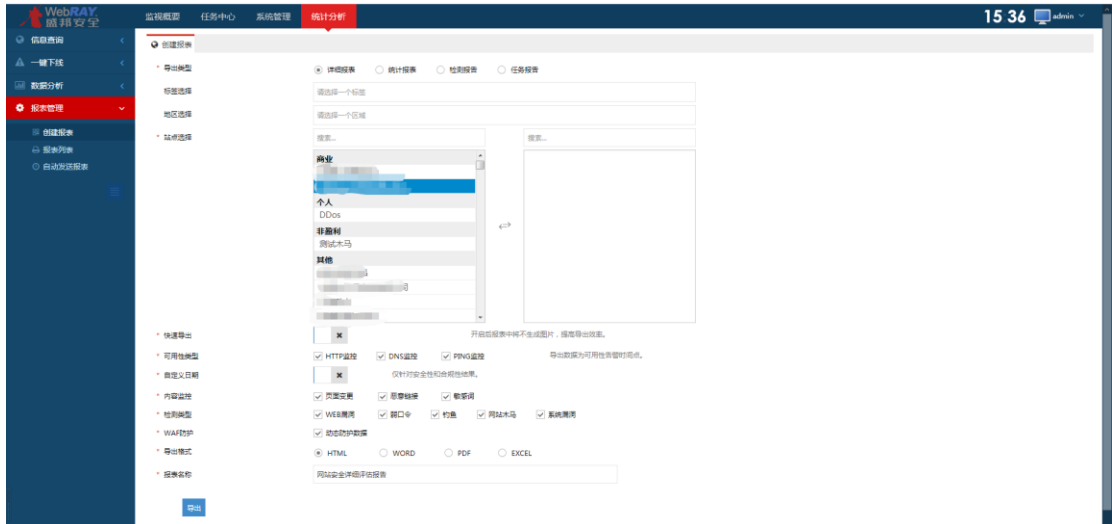 WebRAY
盛邦安全
监视概要 任务中心 系统管理 统计分析
15 36 admin
信息查询
一键下线
数据分析
报表管理
创建报表
报表列表
自动发送报表
创建报表
* 导出类型 详细报表 统计报表 检测报告 任务报告
标签选择 请选择一个标签
地区选择 请选择一个区域
* 站点选择 搜索... 搜索...
商业
个人
DDos
非盈利
测试木马
其他
* 快速导出 开启后报表中将不生成图片，提高导出效率。
* 可用性类型 HTTP监控 DNS监控 PING监控 导出数据为可用性告警时间点。
* 自定义日期 仅针对安全性和合规性结果。
* 内容监控 页面变更 恶意链接 敏感词
* 检测类型 WEB漏洞 弱口令 钓鱼 网站木马 系统漏洞
* WAF防护 动态防护数据
* 导出格式 HTML WORD PDF EXCEL
* 报表名称 网站安全详细评估报告
导出